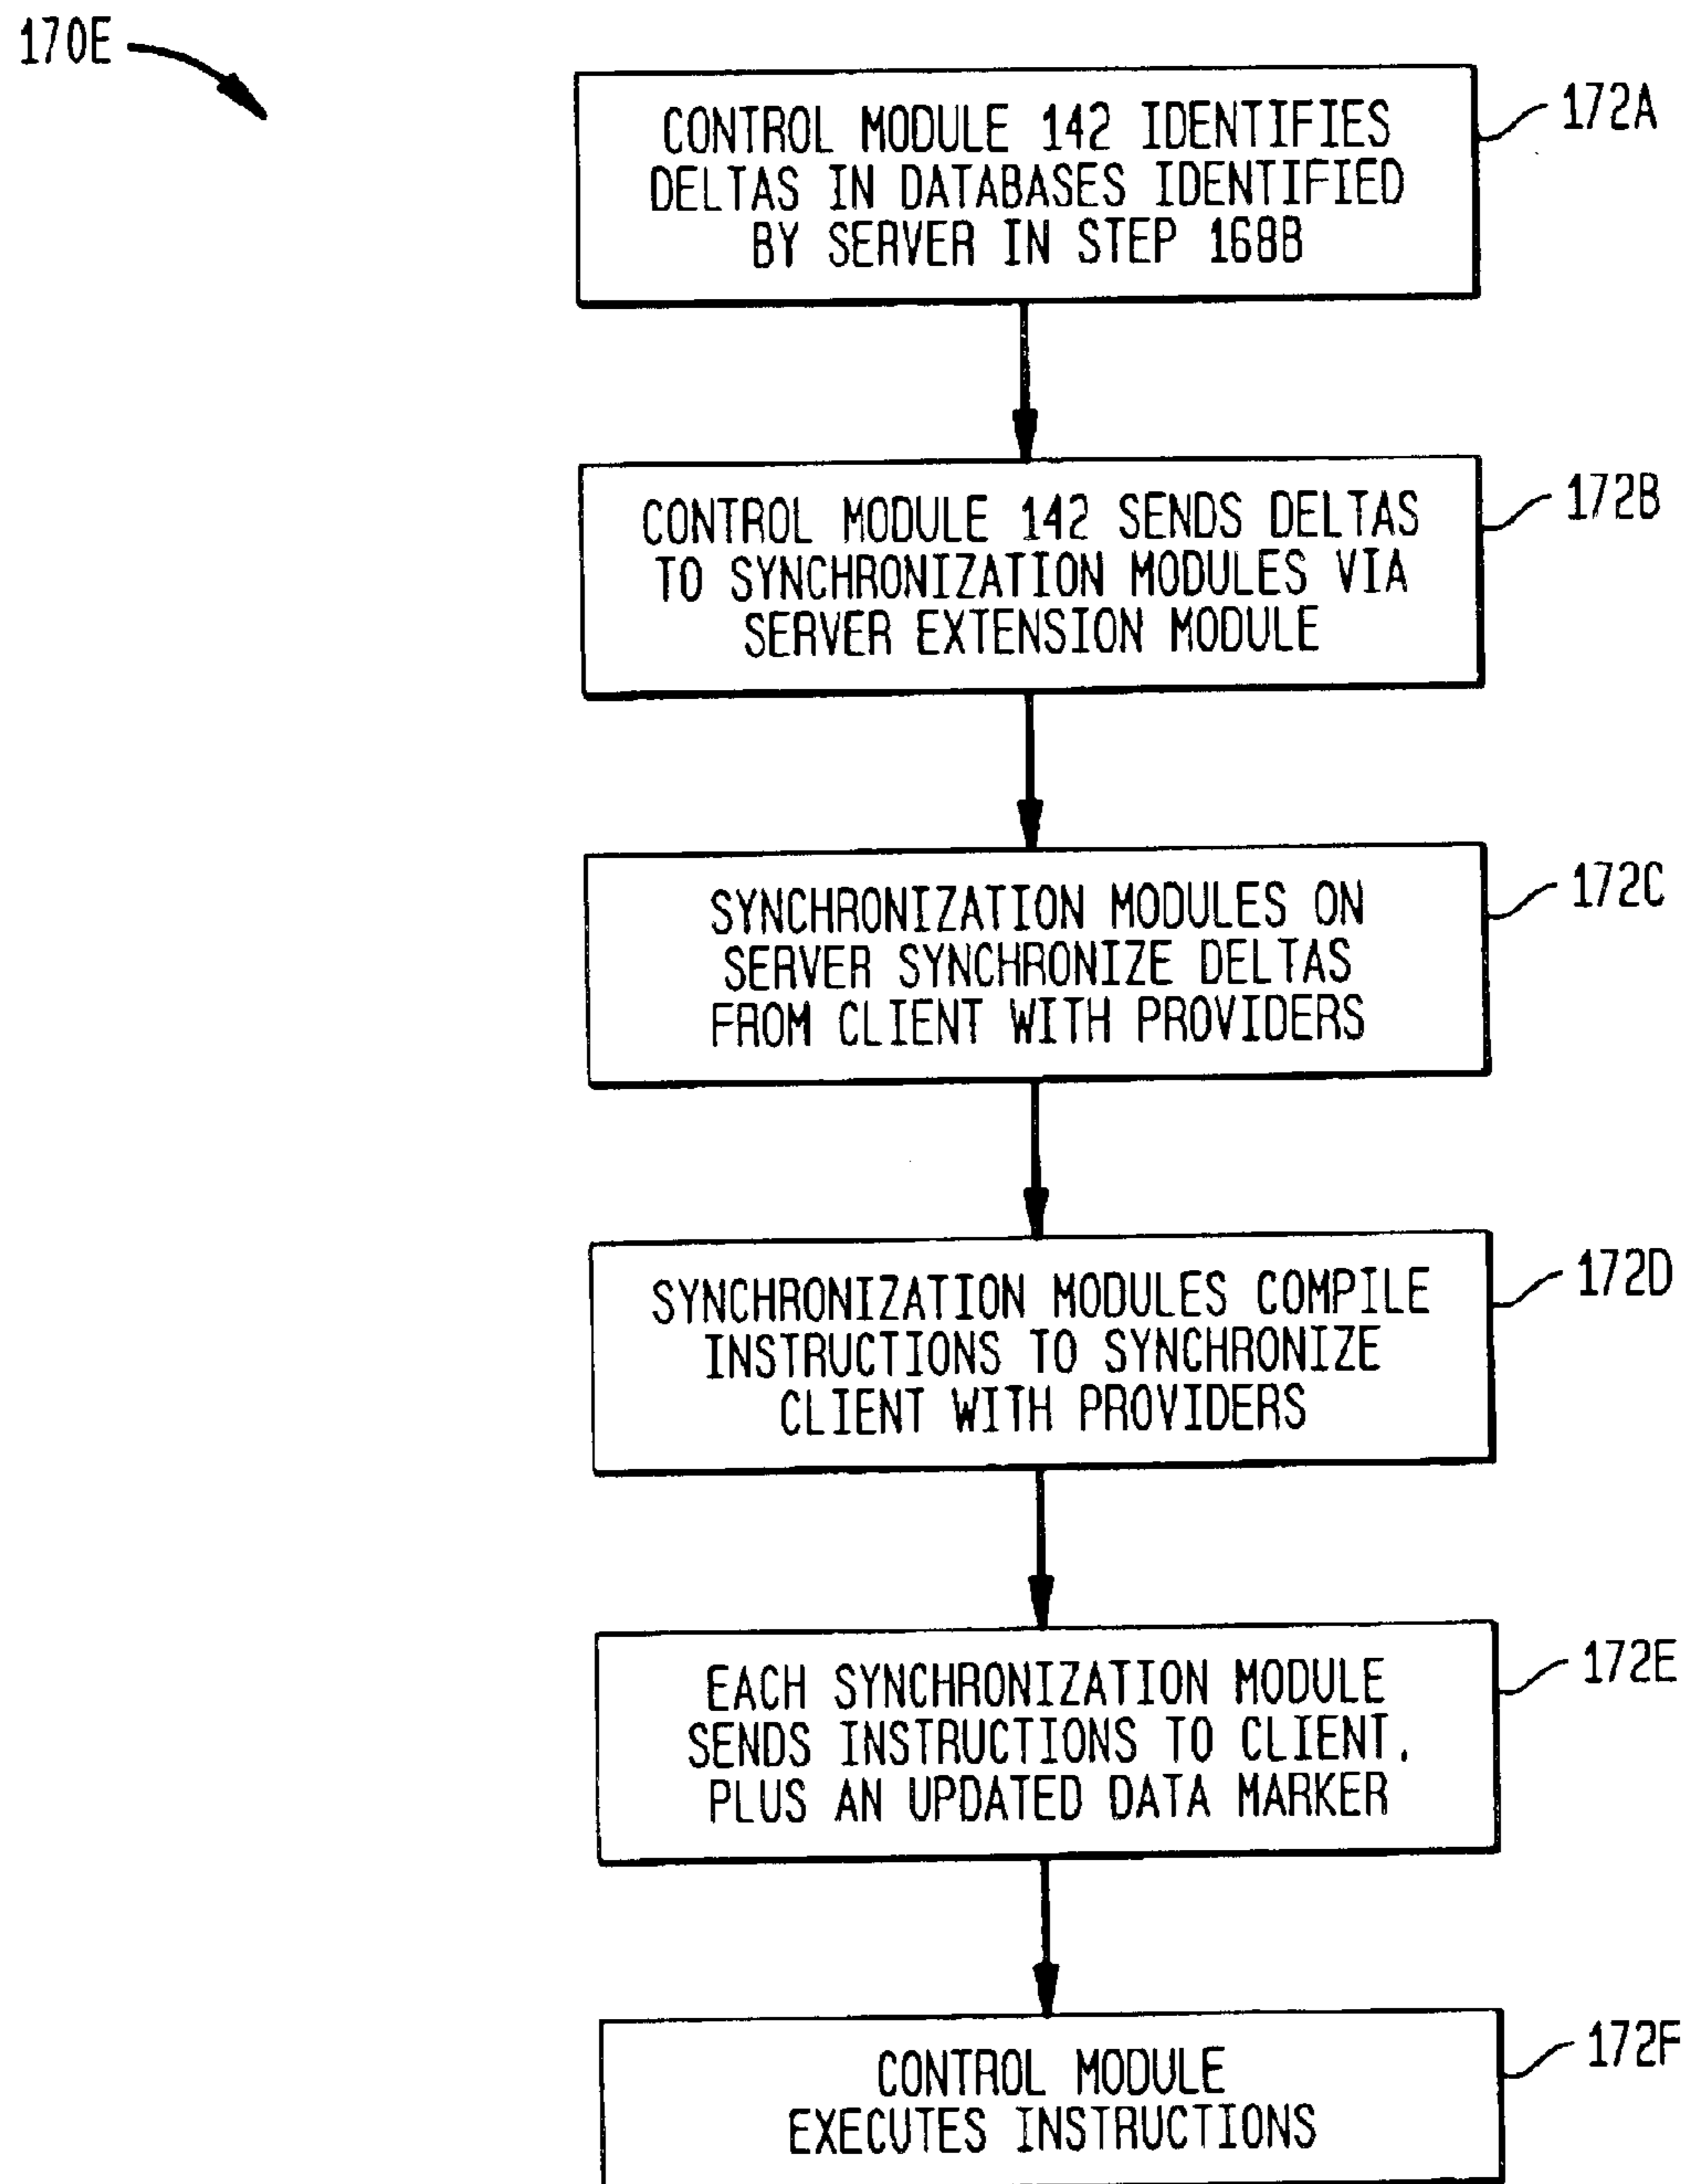 170E
CONTROL MODULE 142 IDENTIFIES
DELTAS IN DATABASES IDENTIFIED
BY SERVER IN STEP 168B
172A
CONTROL MODULE 142 SENDS DELTAS
TO SYNCHRONIZATION MODULES VIA
SERVER EXTENSION MODULE
172B
SYNCHRONIZATION MODULES ON
SERVER SYNCHRONIZE DELTAS
FROM CLIENT WITH PROVIDERS
172C
SYNCHRONIZATION MODULES COMPILE
INSTRUCTIONS TO SYNCHRONIZE
CLIENT WITH PROVIDERS
172D
EACH SYNCHRONIZATION MODULE
SENDS INSTRUCTIONS TO CLIENT.
PLUS AN UPDATED DATA MARKER
172E
CONTROL MODULE
EXECUTES INSTRUCTIONS
172F